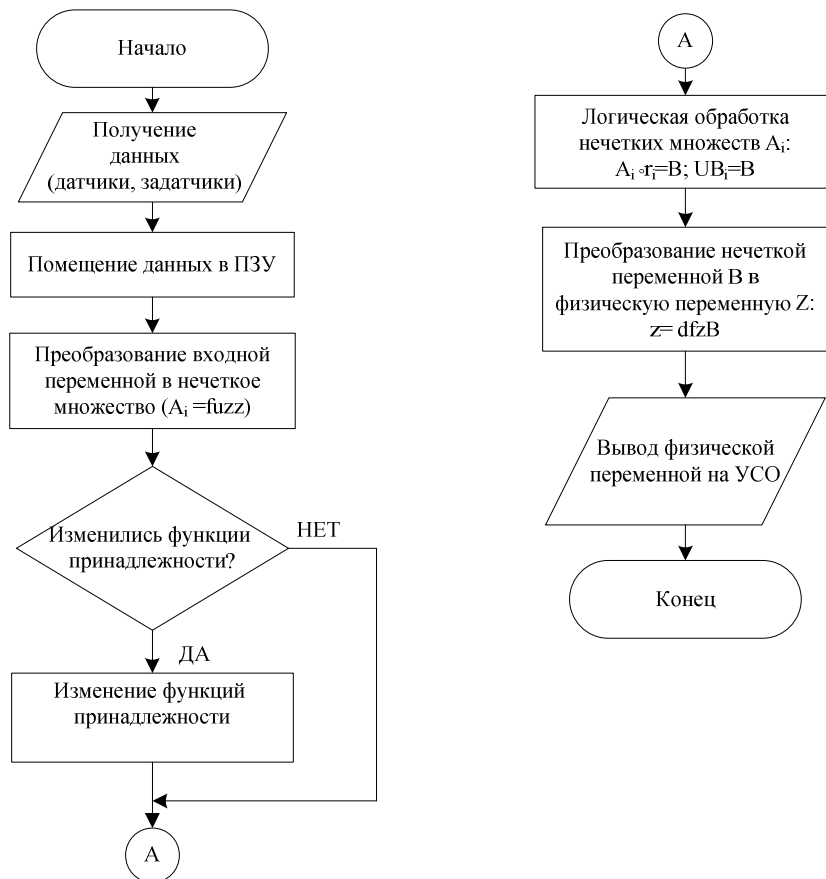 Начало
Получение
данных
(датчики, задатчики)
Помещение данных в ПЗУ
Преобразование входной
переменной в нечеткое
множество (Ai =fuzz)
Изменились функции
принадлежности?
НЕТ
ДА
Изменение функций
принадлежности
А
А
Логическая обработка
нечетких множеств Ai:
Ai ∘ri=B; UBi=B
Преобразование нечеткой
переменной В в
физическую переменную Z:
z= dfzB
Вывод физической
переменной на УСО
Конец